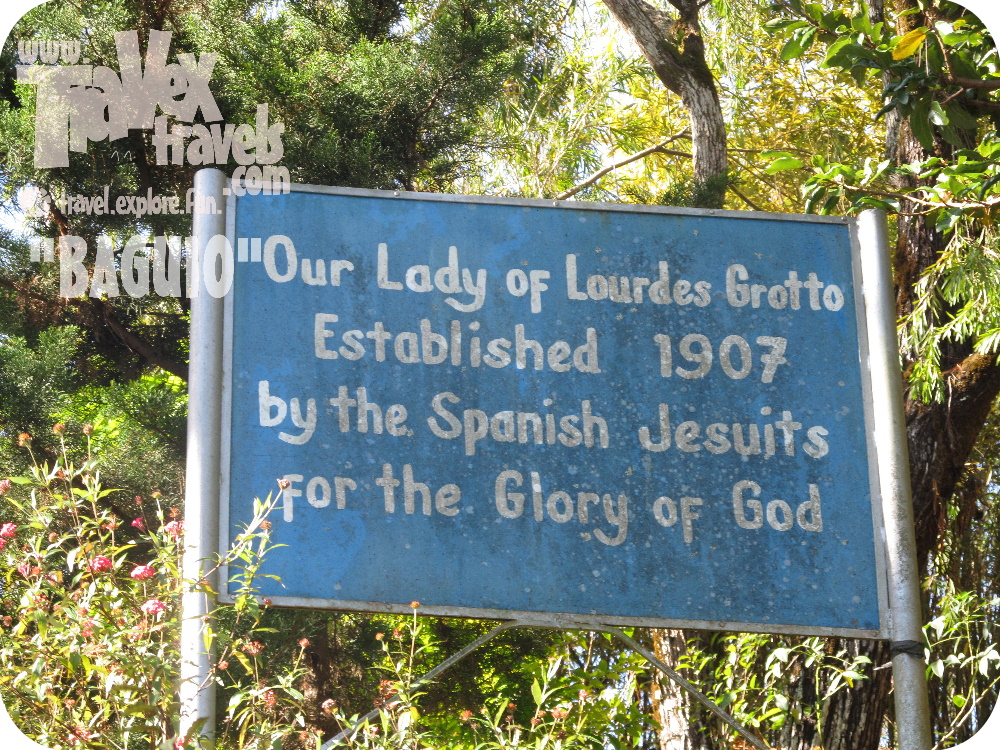 www.
Travex
travels
.com
travel.explore.fun.
"BAGUIO"
Our Lady of Lourdes Grotto
Established 1907
by the Spanish Jesuits
for the Glory of God